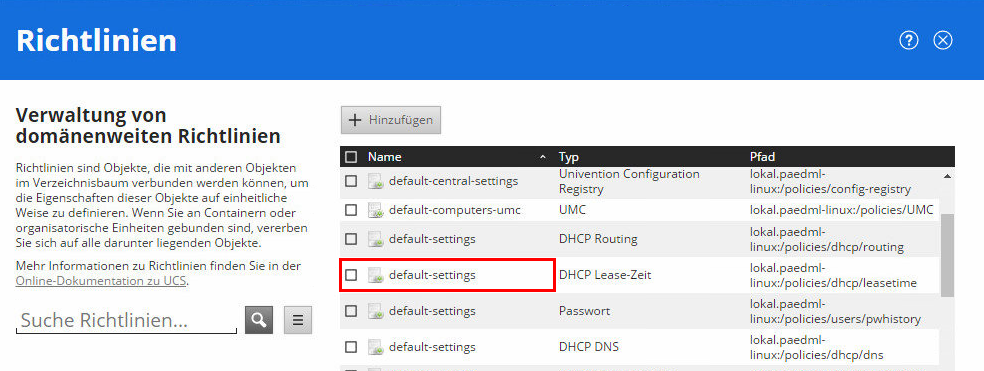 Richtlinien
Verwaltung von
domänenweiten Richtlinien
Richtlinien sind Objekte, die mit anderen Objekten
im Verzeichnisbaum verbunden werden können, um
die Eigenschaften dieser Objekte auf einheitliche
Weise zu definieren. Wenn Sie an Containern oder
organisatorische Einheiten gebunden sind, vererben
Sie sich auf alle darunter liegenden Objekte.
Mehr Informationen zu Richtlinien finden Sie in der
Online-Dokumentation zu UCS.
Suche Richtlinien...
+ Hinzufügen
Name Typ Pfad
default-central-settings Univention Configuration Registry lokal.paedml-
linux:/policies/config-registry
default-computers-umc UMC lokal.paedml-linux:/policies/UMC
default-settings DHCP Routing lokal.paedml-
linux:/policies/dhcp/routing
default-settings DHCP Lease-Zeit lokal.paedml-
linux:/policies/dhcp/leasetime
default-settings Passwort lokal.paedml-
linux:/policies/users/pwhistory
default-settings DHCP DNS lokal.paedml-
linux:/policies/dhcp/dns